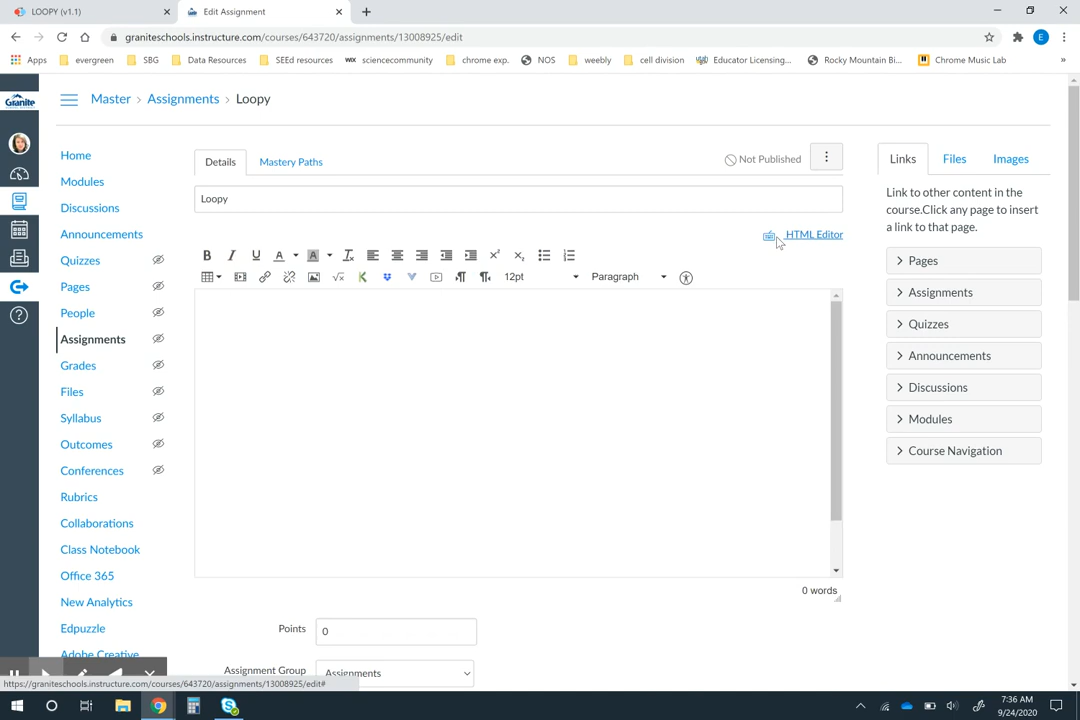 LOOPY (v1.1)
Edit Assignment
graniteschools.instructure.com/courses/643720/assignments/13008925/edit
E
Apps
evergreen
SBG
Data Resources
SEEd resources
WIX sciencecommunity
chrome exp.
NOS
weebly
cell division
Educator Licensing...
Rocky Mountain Bi...
Chrome Music Lab
»
Granite
Master › Assignments › Loopy
Home
Modules
Discussions
Announcements
Quizzes
Pages
People
Assignments
Grades
Files
Syllabus
Outcomes
Conferences
Rubrics
Collaborations
Class Notebook
Office 365
New Analytics
Edpuzzle
Adobe Creative
Details
Mastery Paths
Not Published
Loopy
HTML Editor
B I U A A
12pt
Paragraph
0 words
Points
0
Assignment Group
Assignments
Links
Files
Images
Link to other content in the
course.Click any page to insert
a link to that page.
Pages
Assignments
Quizzes
Announcements
Discussions
Modules
Course Navigation
https://graniteschools.instructure.com/courses/643720/assignments/13008925/edit#
7:36 AM
9/24/2020